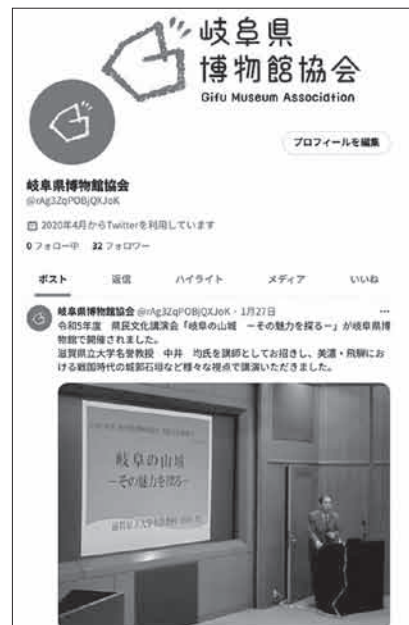 岐阜県
博物館協会
Gifu Museum Association
プロフィールを編集
岐阜県博物館協会
@rAg3ZqPOBjQXJoK
2020年4月からTwitterを利用しています
0 フォロー中 32 フォロワー
ポスト 返信 ハイライト メディア いいね
岐阜県博物館協会 @rAg3ZqPOBjQXJoK・1月27日
令和5年度 県民文化講演会「岐阜の山城 ーその魅力を探るー」が岐阜県博
物館で開催されました。
滋賀県立大学名誉教授 中井 均氏を講師としてお招きし、美濃・飛騨にお
ける戦国時代の城郭石垣など様々な視点で講演いただきました。
岐阜の山城
ーその魅力を探るー